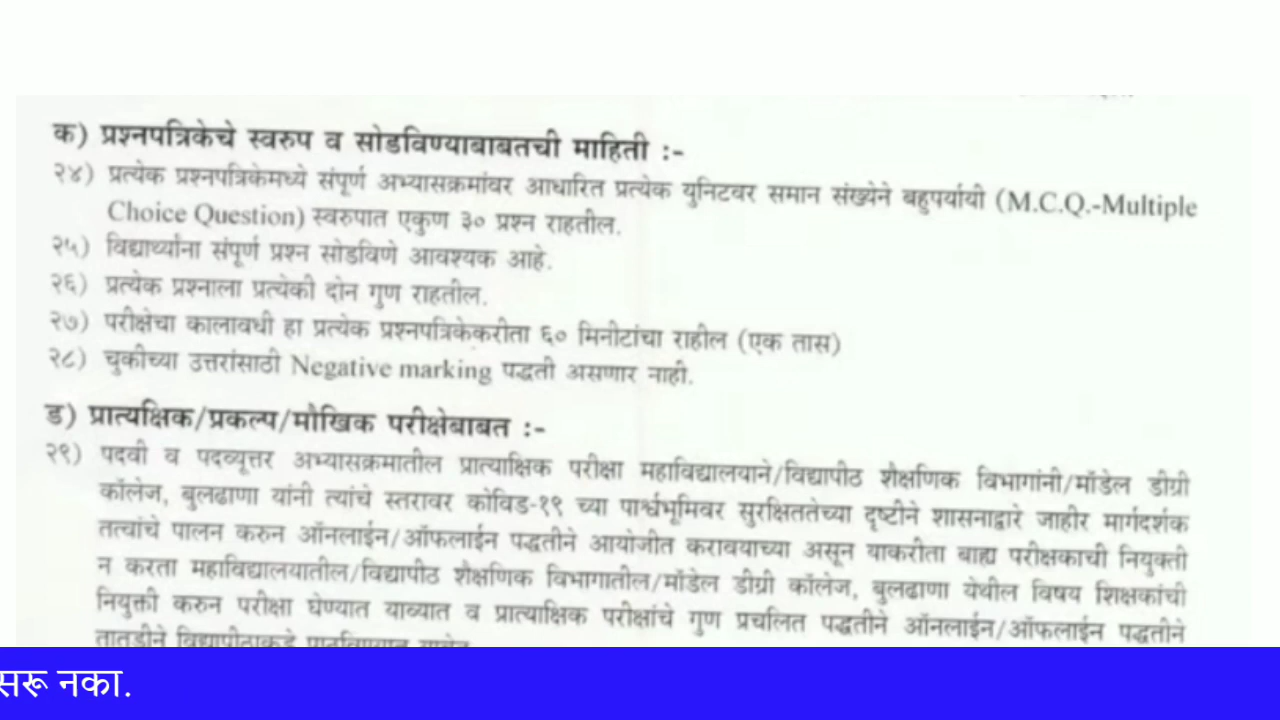 क) प्रश्नपत्रिकेचे स्वरुप व सोडविण्याबाबतची माहिती :-
२४) प्रत्येक प्रश्नपत्रिकेमध्ये संपूर्ण अभ्यासक्रमांवर आधारित प्रत्येक युनिटवर समान संख्येने बहुपर्यायी (M.C.Q.-Multiple
Choice Question) स्वरुपात एकुण ३० प्रश्न राहतील.
२५) विद्यार्थ्यांना संपूर्ण प्रश्न सोडविणे आवश्यक आहे.
२६) प्रत्येक प्रश्नाला प्रत्येकी दोन गुण राहतील.
२७) परीक्षेचा कालावधी हा प्रत्येक प्रश्नपत्रिकेकरीता ६० मिनीटांचा राहील (एक तास)
२८) चुकीच्या उत्तरांसाठी Negative marking पद्धती असणार नाही.
ड) प्रात्यक्षिक/प्रकल्प/मौखिक परीक्षेबाबत :-
२९) पदवी व पदव्यूत्तर अभ्यासक्रमातील प्रात्याक्षिक परीक्षा महाविद्यालयाने/विद्यापीठ शैक्षणिक विभागांनी/मॉडेल डीग्री
कॉलेज, बुलढाणा यांनी त्यांचे स्तरावर कोविड-१९ च्या पार्श्वभूमिवर सुरक्षिततेच्या दृष्टीने शासनाद्वारे जाहीर मार्गदर्शक
तत्वांचे पालन करुन ऑनलाईन/ऑफलाईन पद्धतीने आयोजीत करावयाच्या असून याकरीता बाह्य परीक्षकाची नियुक्ती
न करता महाविद्यालयातील/विद्यापीठ शैक्षणिक विभागातील/मॉडेल डीग्री कॉलेज, बुलढाणा येथील विषय शिक्षकांची
नियुक्ती करुन परीक्षा घेण्यात याव्यात व प्रात्याक्षिक परीक्षांचे गुण प्रचलित पद्धतीने ऑनलाईन/ऑफलाईन पद्धतीने
सरू नका.